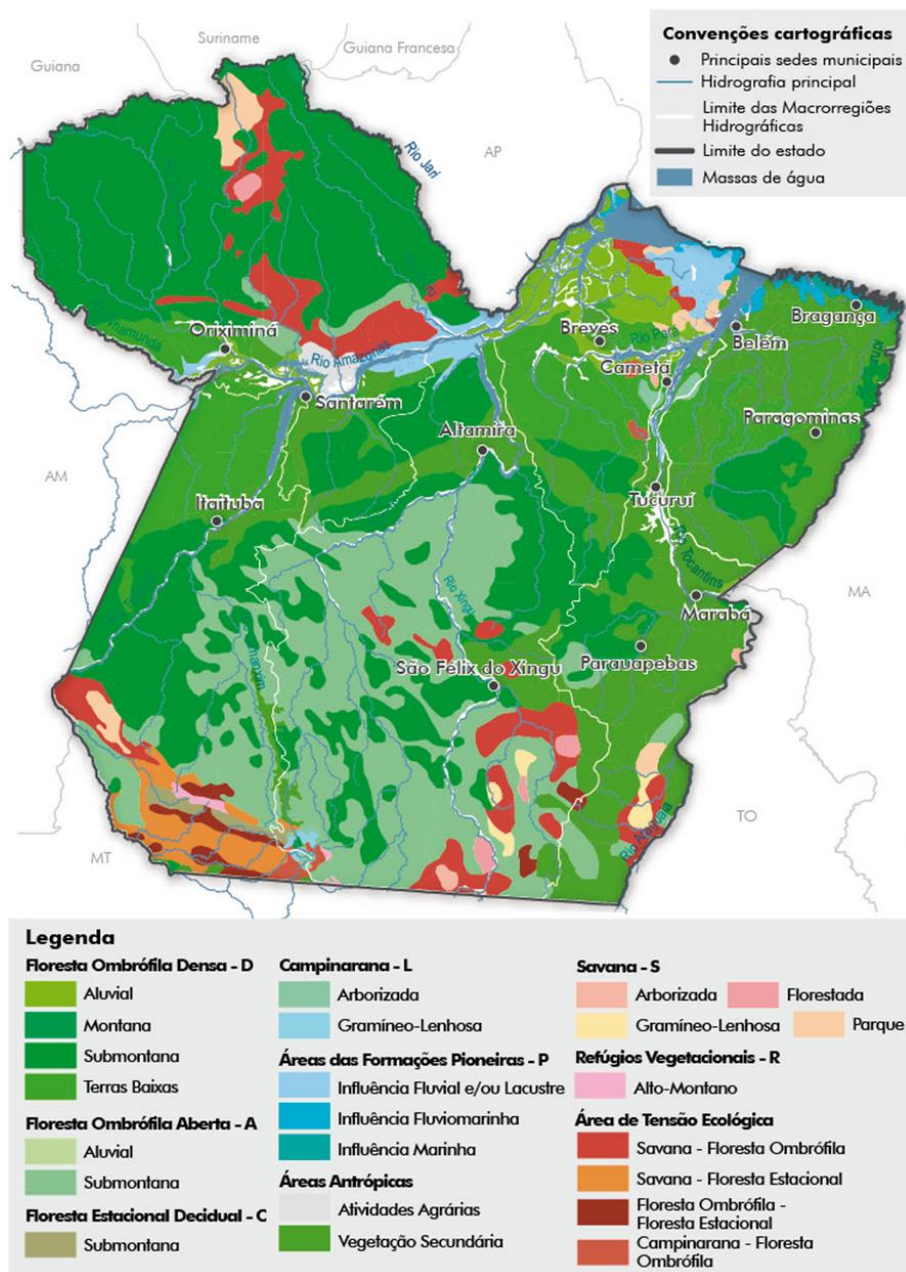 Suriname
Guiana Francesa
Guiana
Rio Jari
AP
Convenções cartográficas
Principais sedes municipais
Hidrografia principal
Limite das Macrorregiões
Hidrográficas
Limite do estado
Massas de água
Oriximiná
Rio Amazonas
Santarém
Breves
Rio Pará
Belém
Bragança
Cametá
Altamira
Paragominas
AM
Itaituba
Tucuruí
Rio Tocantins
MA
Marabá
Rio Xingu
São Félix do Xingu
Parauapebas
MT
Rio Araguaia
TO
Legenda
Floresta Ombrófila Densa - D
Aluvial
Montana
Submontana
Terras Baixas
Floresta Ombrófila Aberta - A
Aluvial
Submontana
Floresta Estacional Decidual - C
Submontana
Campinarana - L
Arborizada
Gramíneo-Lenhosa
Áreas das Formações Pioneiras - P
Influência Fluvial e/ou Lacustre
Influência Fluviomarinha
Influência Marinha
Áreas Antrópicas
Atividades Agrárias
Vegetação Secundária
Savana - S
Arborizada
Florestada
Gramíneo-Lenhosa
Parque
Refúgios Vegetacionais - R
Alto-Montano
Área de Tensão Ecológica
Savana - Floresta Ombrófila
Savana - Floresta Estacional
Floresta Ombrófila -
Floresta Estacional
Campinarana - Floresta
Ombrófila